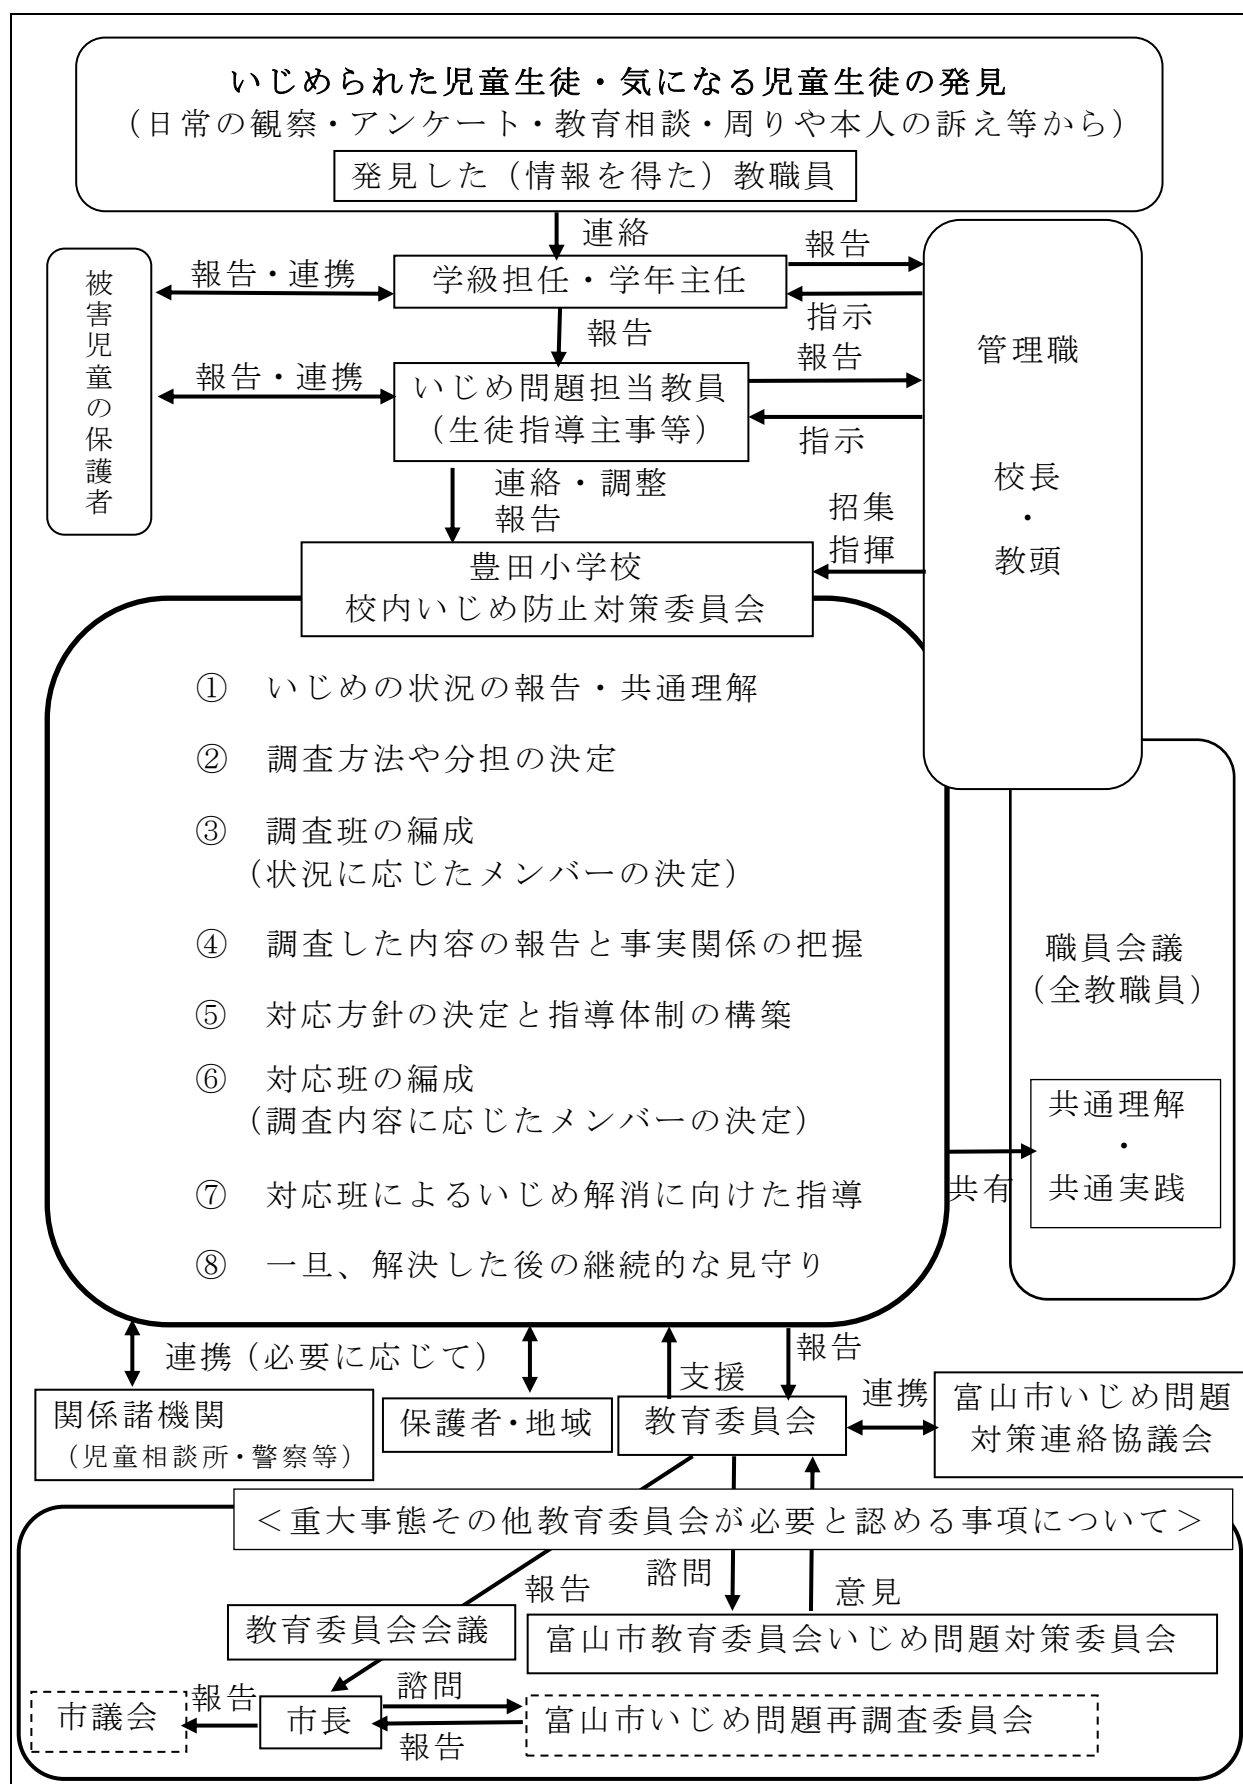 いじめられた児童生徒・気になる児童生徒の発見
（日常の観察・アンケート・教育相談・周りや本人の訴え等から）
発見した（情報を得た）教職員
連絡
報告
被害児童の保護者
報告・連携
学級担任・学年主任
指示
報告
管理職
校長
・
教頭
報告
報告・連携
いじめ問題担当教員
（生徒指導主事等）
指示
連絡・調整
報告
招集
指揮
豊田小学校
校内いじめ防止対策委員会
①　いじめの状況の報告・共通理解
②　調査方法や分担の決定
③　調査班の編成
（状況に応じたメンバーの決定）
④　調査した内容の報告と事実関係の把握
⑤　対応方針の決定と指導体制の構築
⑥　対応班の編成
（調査内容に応じたメンバーの決定）
⑦　対応班によるいじめ解消に向けた指導
⑧　一旦、解決した後の継続的な見守り
職員会議
（全教職員）
共通理解
・
共通実践
共有
連携（必要に応じて）
支援
報告
関係諸機関
（児童相談所・警察等）
保護者・地域
教育委員会
連携
富山市いじめ問題
対策連絡協議会
＜重大事態その他教育委員会が必要と認める事項について＞
報告
諮問
意見
教育委員会会議
富山市教育委員会いじめ問題対策委員会
市議会
報告
市長
諮問
報告
富山市いじめ問題再調査委員会